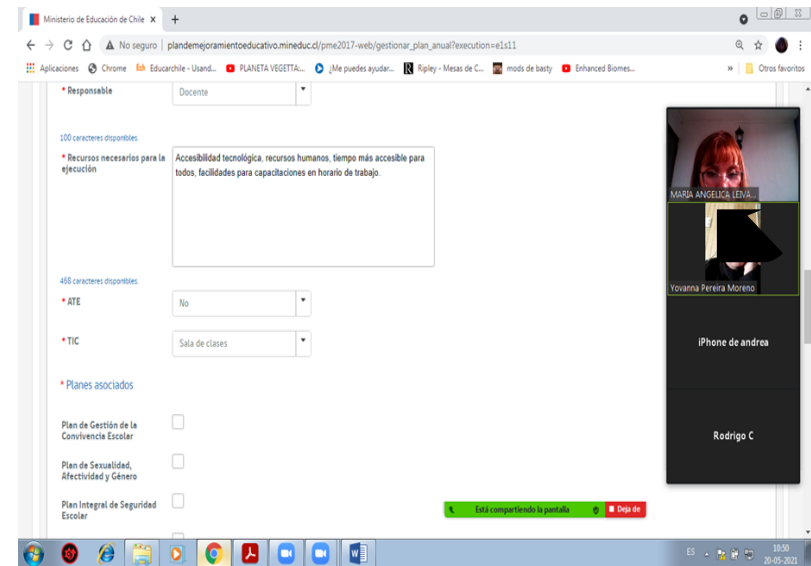 Ministerio de Educación de Chile
No seguro | plandemejoramientoeducativo.mineduc.cl/pme2017-web/gestionar_plan_anual?execution=e1s11
Aplicaciones Chrome Educarchile - Usand... PLANETA VEGETTA:... ¿Me puedes ayudar... Ripley - Mesas de C... mods de basty Enhanced Biomes... » Otros favoritos
* Responsable Docente
100 caracteres disponibles.
* Recursos necesarios para la ejecución
Accesibilidad tecnológica, recursos humanos, tiempo más accesible para
todos, facilidades para capacitaciones en horario de trabajo.
468 caracteres disponibles.
* ATE No
* TIC Sala de clases
* Planes asociados
Plan de Gestión de la
Convivencia Escolar
Plan de Sexualidad,
Afectividad y Género
Plan Integral de Seguridad
Escolar
MARIA ANGELICA LEIVA...
Yovanna Pereira Moreno
iPhone de andrea
Rodrigo C
Está compartiendo la pantalla Deja de
ES 10:50
20-05-2021